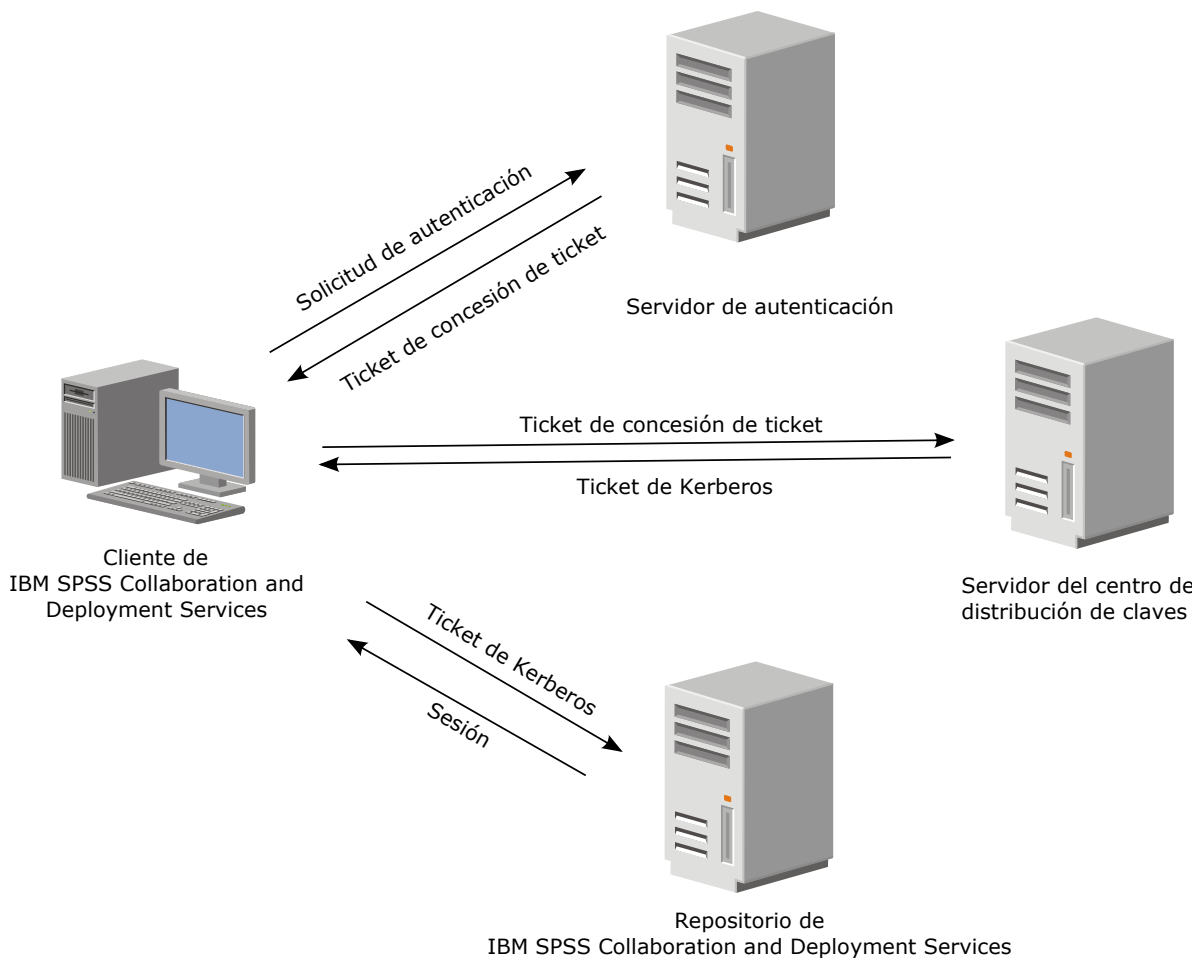 Solicitud de autenticación
Ticket de concesión de ticket
Servidor de autenticación
Ticket de concesión de ticket
Ticket de Kerberos
Cliente de
IBM SPSS Collaboration and
Deployment Services
Servidor del centro de
distribución de claves
Ticket de Kerberos
Sesión
Repositorio de
IBM SPSS Collaboration and Deployment Services